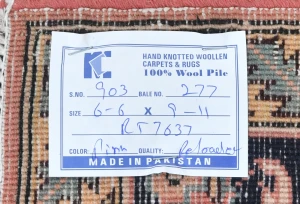 HAND KNOTTED WOOLLEN
CARPETS & RUGS
100% Wool Pile
S.NO. 903 BALE NO. 277
SIZE 6-6 x 9-11
RT7637
COLOR: QUALITY:
MADE IN PAKISTAN